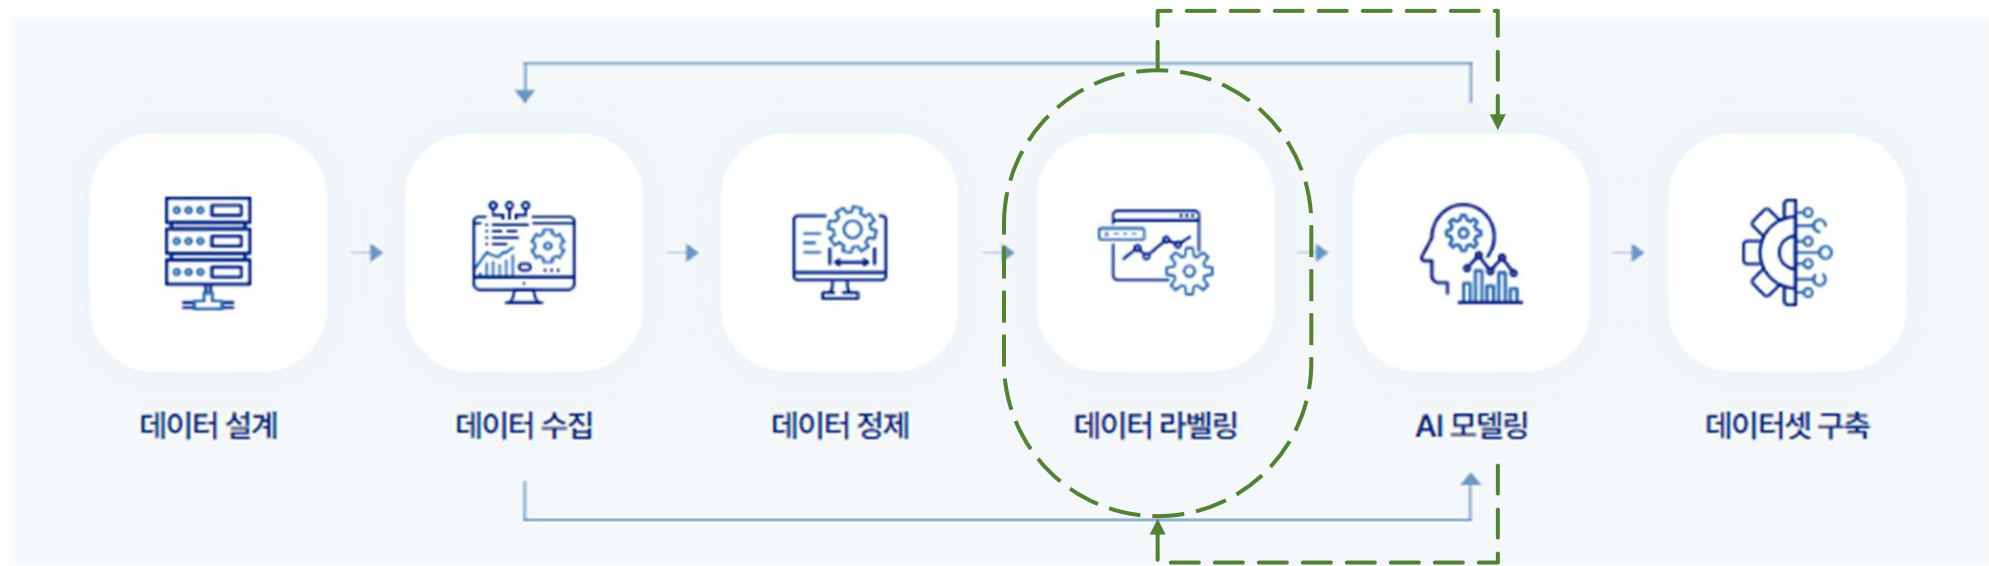 데이터 설계
데이터 수집
데이터 정제
데이터 라벨링
AI 모델링
데이터셋 구축